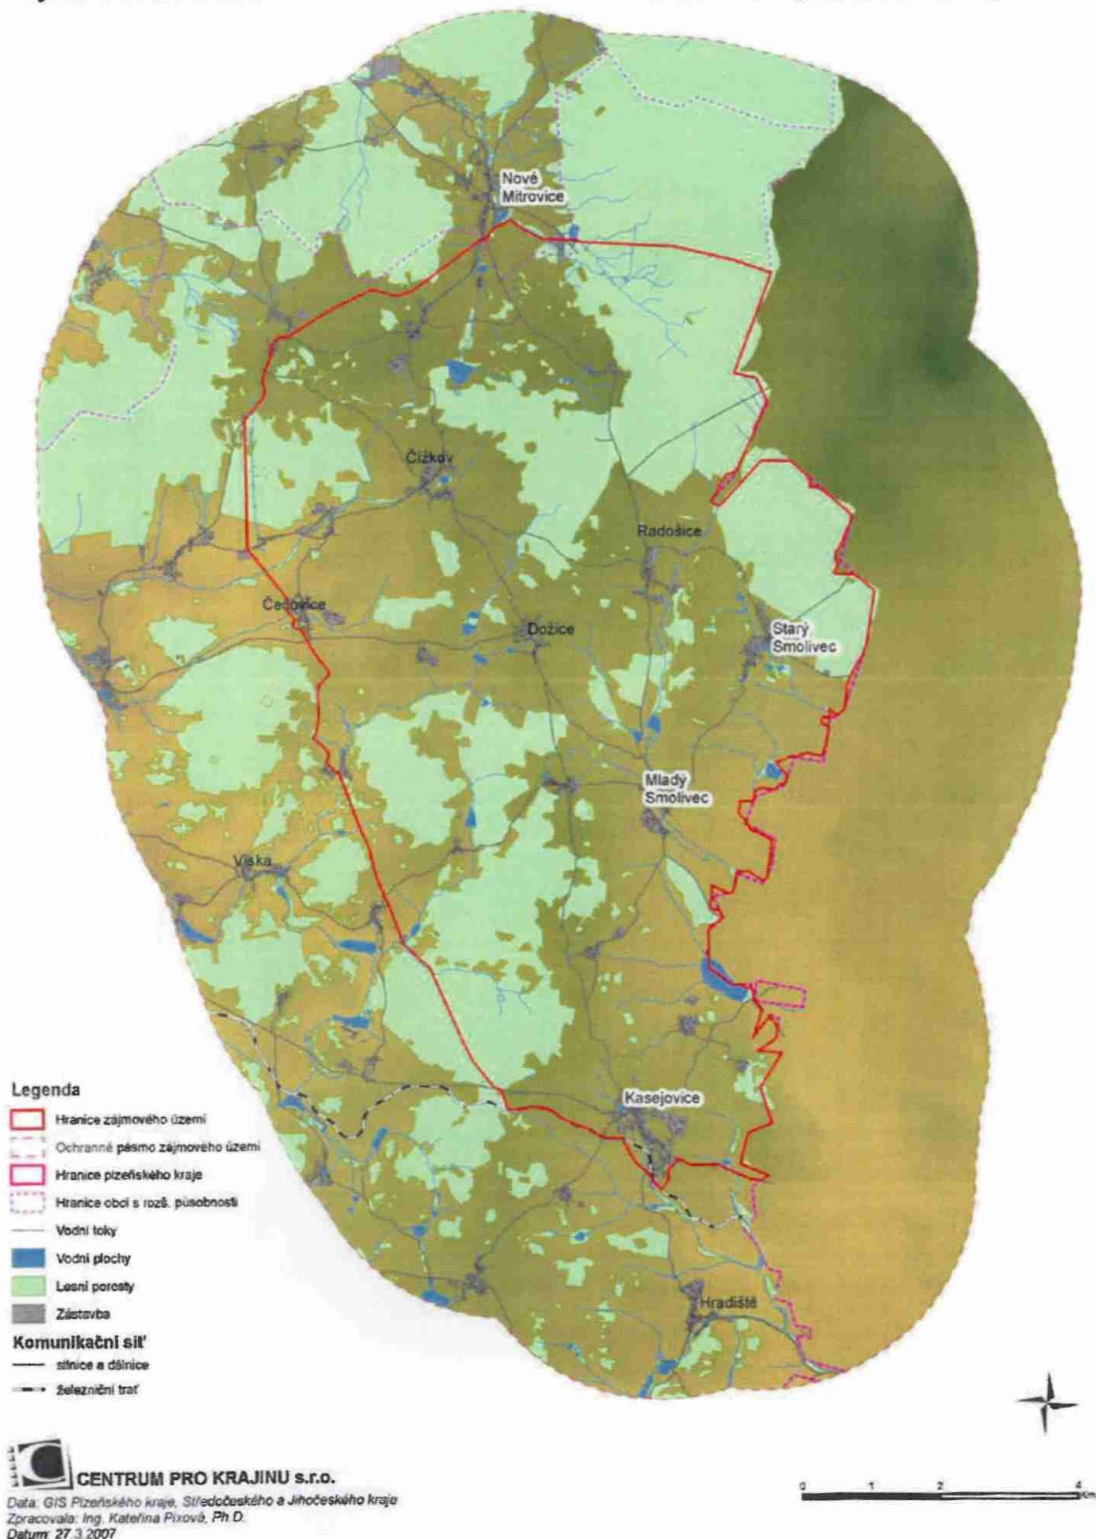 Nové
Mitrovice
Čížkov
Radošice
Čečovice
Dožice
Starý
Smolivec
Mladý
Smolivec
Víska
Kasejovice
Hradiště
Legenda
Hranice zájmového území
Ochranné pásmo zájmového území
Hranice plzeňského kraje
Hranice obcí s rozš. působnosti
Vodní toky
Vodní plochy
Lesní porosty
Zástavba
Komunikační síť
silnice a dálnice
železniční trať
CENTRUM PRO KRAJINU s.r.o.
Data: GIS Plzeňského kraje, Středočeského a Jihočeského kraje
Zpracovala: Ing. Kateřina Pixová, Ph.D.
Datum: 27.3.2007
0 1 2 4
Km